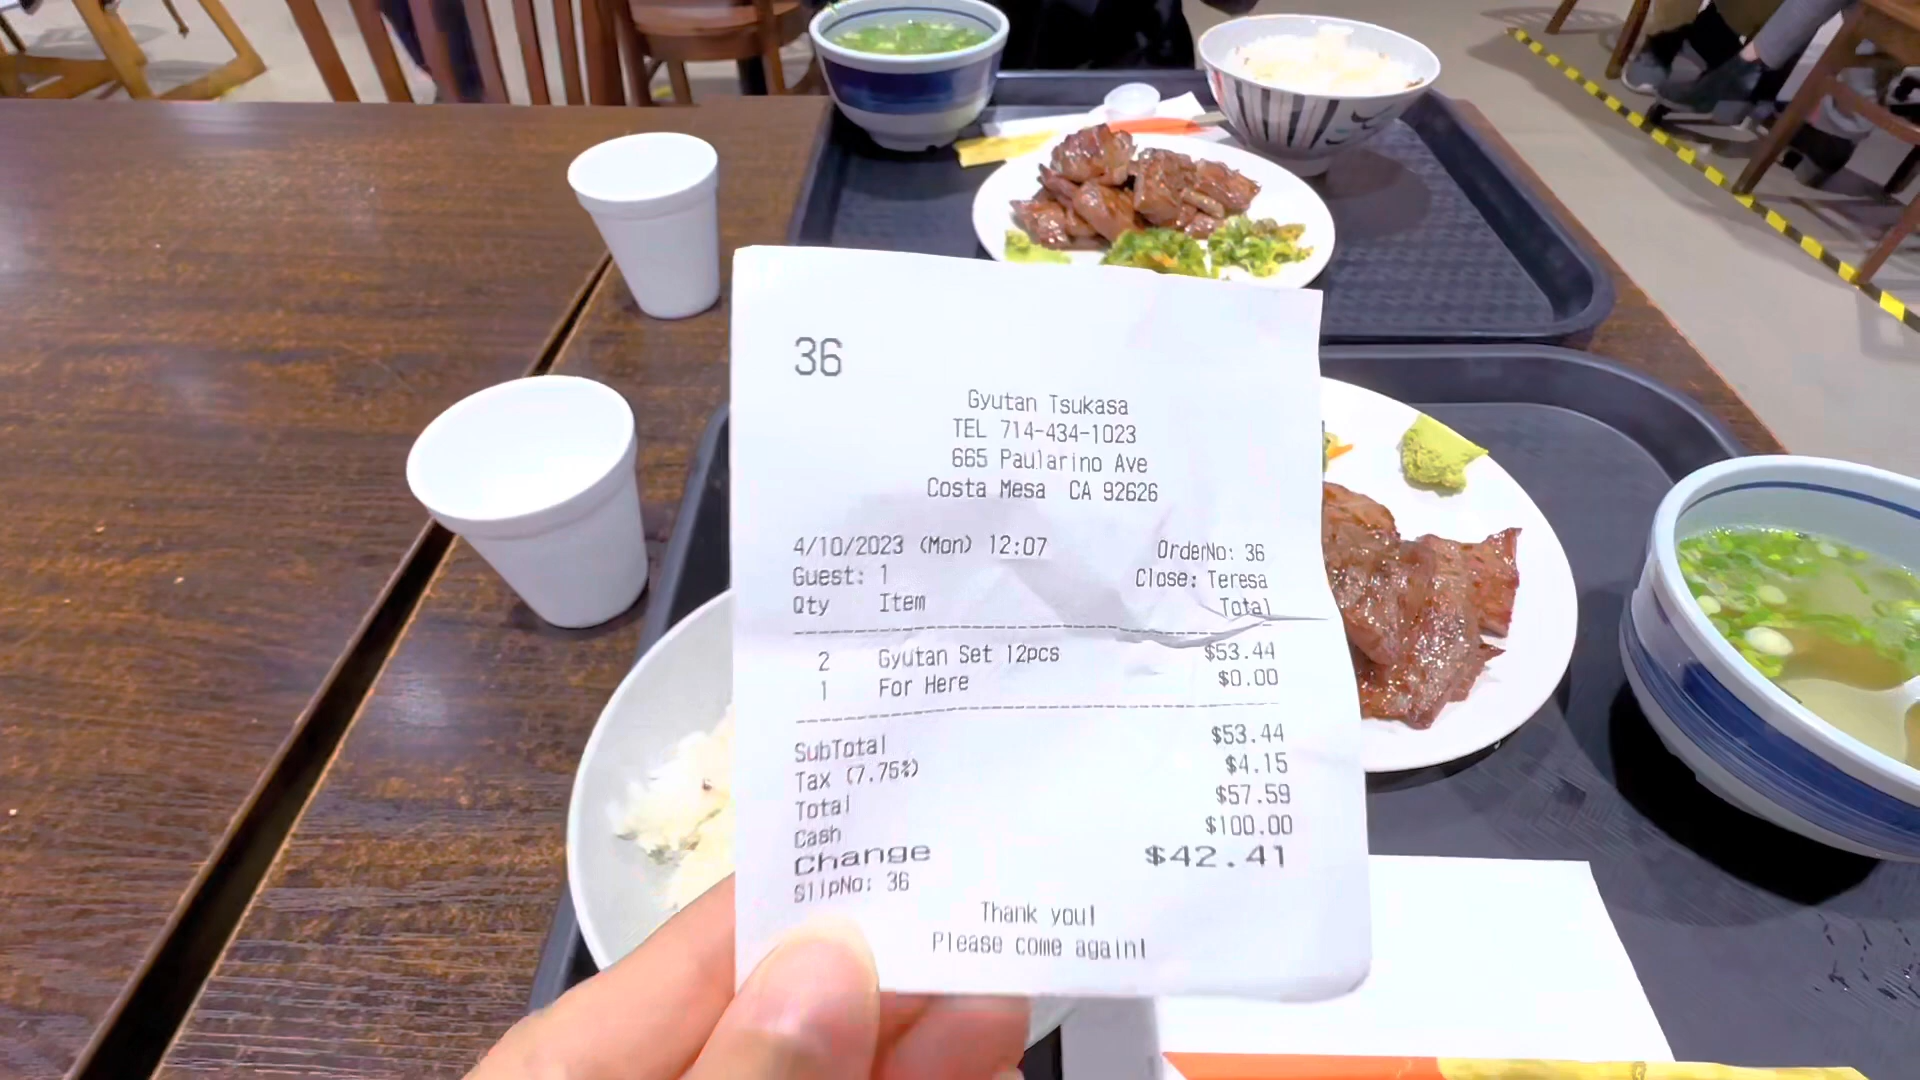 36
Gyutan Tsukasa
TEL 714-434-1023
665 Paularino Ave
Costa Mesa CA 92626
4/10/2023 (Mon) 12:07 OrderNo: 36
Guest: 1 Close: Teresa
Qty Item Total
2 Gyutan Set 12pcs $53.44
1 For Here $0.00
SubTotal $53.44
Tax (7.75%) $4.15
Total $57.59
Cash $100.00
Change $42.41
SlipNo: 36
Thank you!
Please come again!